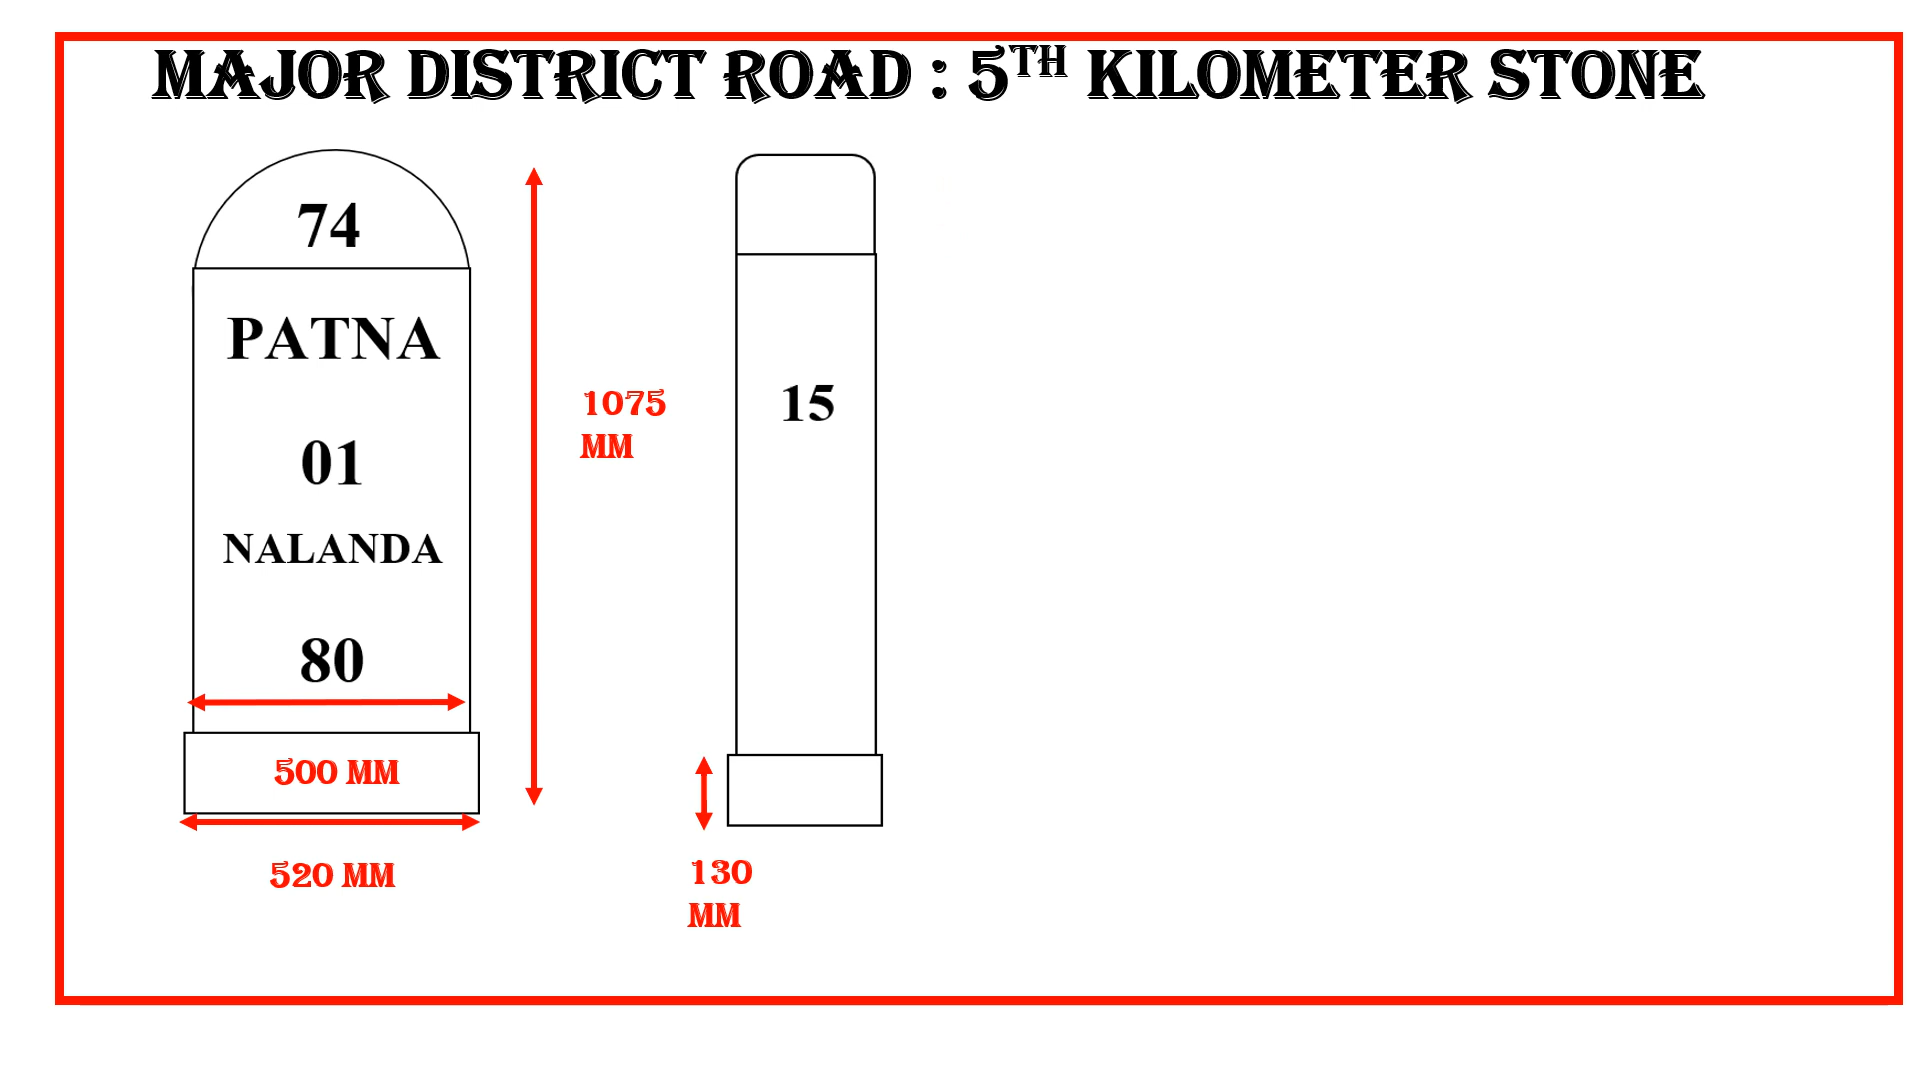 MAJOR DISTRICT ROAD : 5TH KILOMETER STONE
74
PATNA
01
NALANDA
80
500 MM
520 MM
1075
MM
15
130
MM